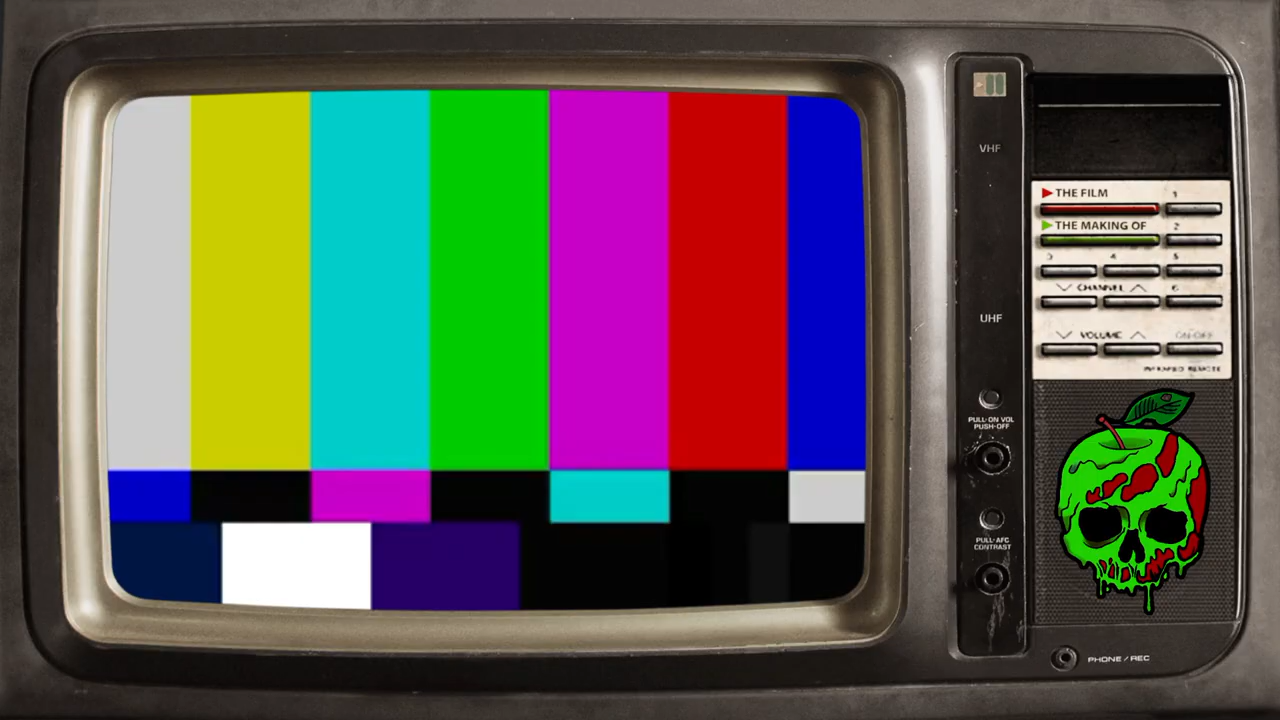 VHF
UHF
PULL-ON VOL
PUSH-OFF
PULL-AFC
CONTRAST
THE FILM
1
THE MAKING OF
2
3 4 5
CHANNEL 6
VOLUME ON-OFF
INFRARED REMOTE
PHONE / REC